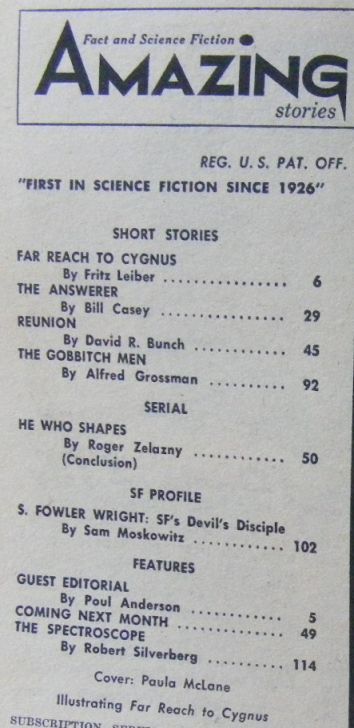 Fact and Science Fiction
AMAZING
stories
REG. U. S. PAT. OFF.
"FIRST IN SCIENCE FICTION SINCE 1926"
SHORT STORIES
FAR REACH TO CYGNUS
By Fritz Leiber ................ 6
THE ANSWERER
By Bill Casey ................ 29
REUNION
By David R. Bunch ............ 45
THE GOBBITCH MEN
By Alfred Grossman .......... 92
SERIAL
HE WHO SHAPES
By Roger Zelazny ............ 50
(Conclusion)
SF PROFILE
S. FOWLER WRIGHT: SF's Devil's Disciple
By Sam Moskowitz ............ 102
FEATURES
GUEST EDITORIAL
By Poul Anderson ............ 5
COMING NEXT MONTH .............. 49
THE SPECTROSCOPE
By Robert Silverberg .......... 114
Cover: Paula McLane
Illustrating Far Reach to Cygnus
SUBSCRIPTION